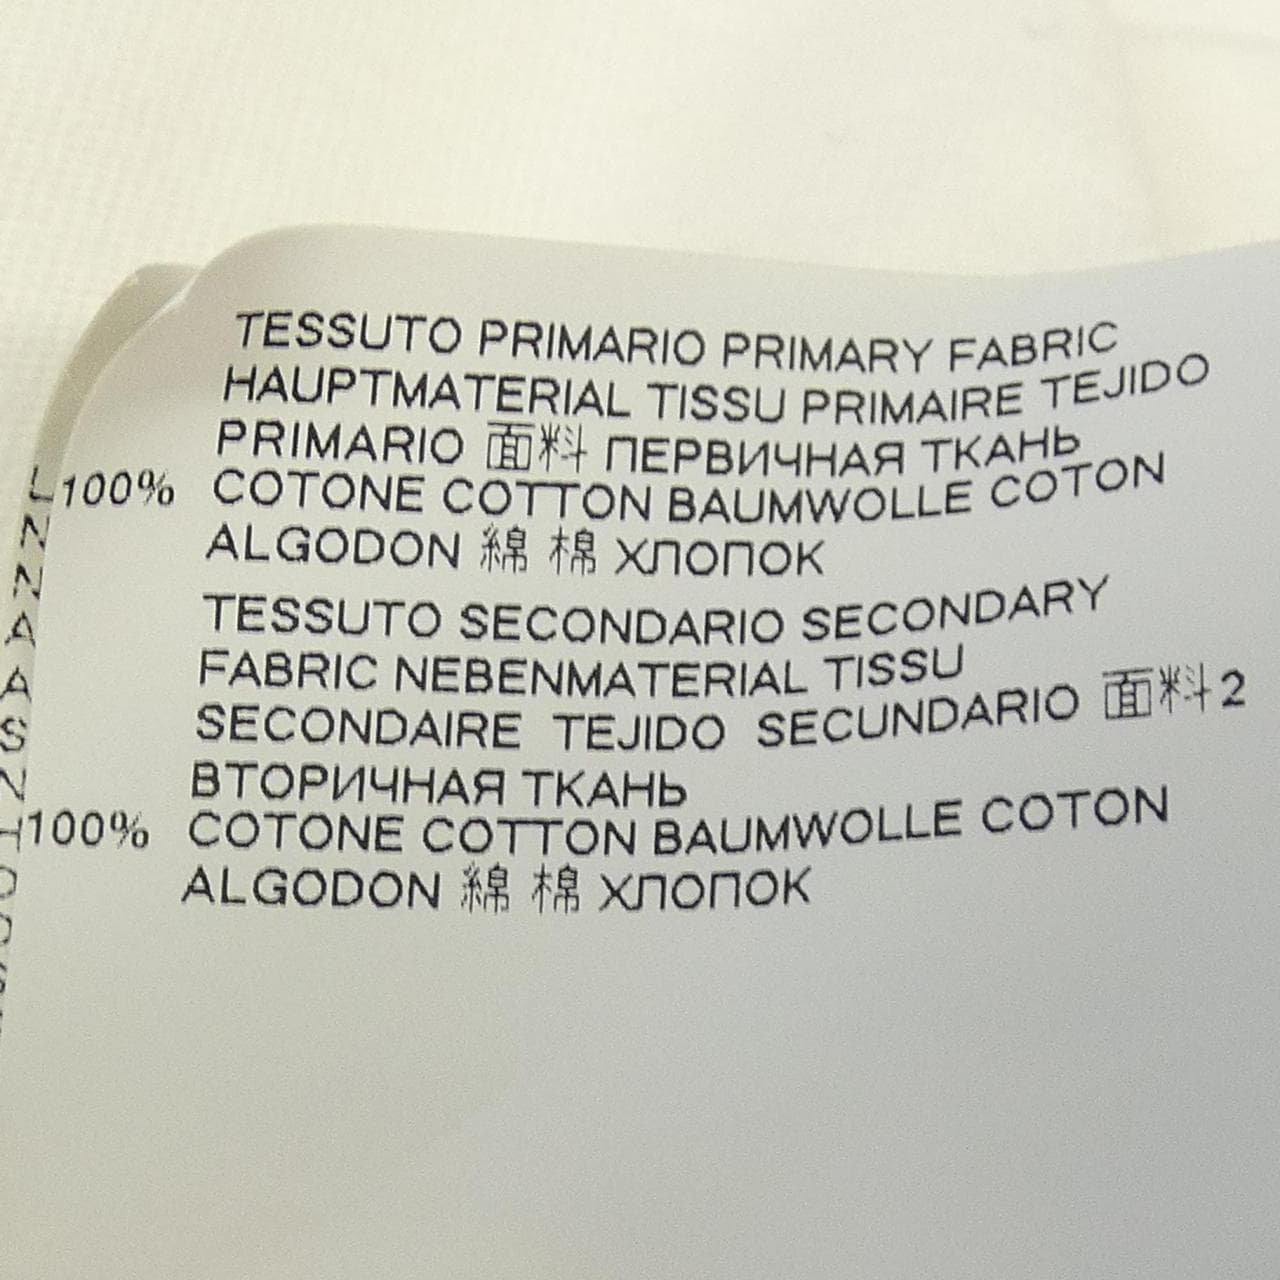 TESSUTO PRIMARIO PRIMARY FABRIC
HAUPTMATERIAL TISSU PRIMAIRE TEJIDO
PRIMARIO 面料 ПЕРВИЧНАЯ ТКАНЬ
100% COTONE COTTON BAUMWOLLE COTON
ALGODON 綿 棉 ХЛОПОК
TESSUTO SECONDARIO SECONDARY
FABRIC NEBENMATERIAL TISSU
SECONDAIRE TEJIDO SECUNDARIO 面料2
ВТОРИЧНАЯ ТКАНЬ
100% COTONE COTTON BAUMWOLLE COTON
ALGODON 綿 棉 ХЛОПОК